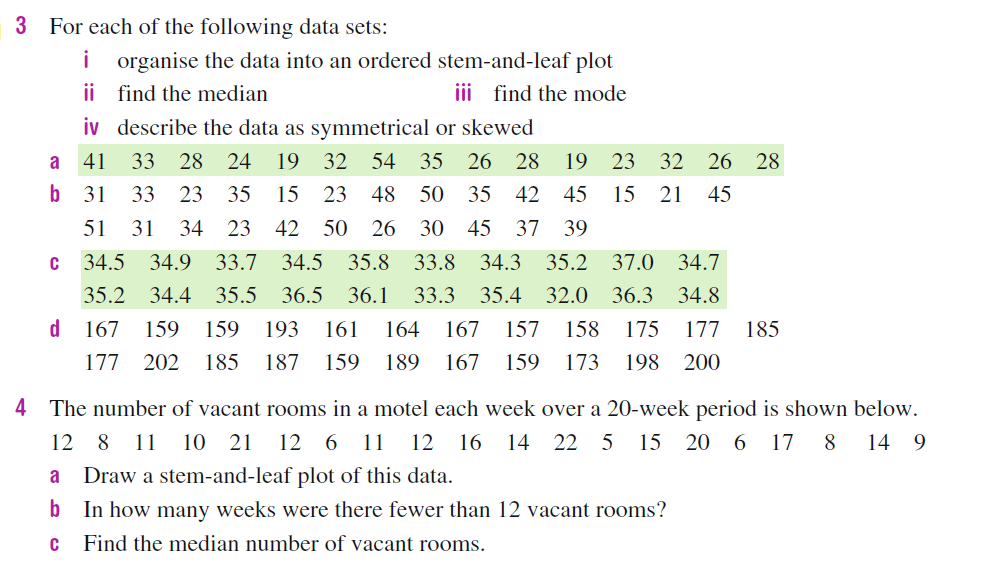 3 For each of the following data sets:
i organise the data into an ordered stem-and-leaf plot
ii find the median iii find the mode
iv describe the data as symmetrical or skewed
a 41 33 28 24 19 32 54 35 26 28 19 23 32 26 28
b 31 33 23 35 15 23 48 50 35 42 45 15 21 45
51 31 34 23 42 50 26 30 45 37 39
c 34.5 34.9 33.7 34.5 35.8 33.8 34.3 35.2 37.0 34.7
35.2 34.4 35.5 36.5 36.1 33.3 35.4 32.0 36.3 34.8
d 167 159 159 193 161 164 167 157 158 175 177 185
177 202 185 187 159 189 167 159 173 198 200
4 The number of vacant rooms in a motel each week over a 20-week period is shown below.
12 8 11 10 21 12 6 11 12 16 14 22 5 15 20 6 17 8 14 9
a Draw a stem-and-leaf plot of this data.
b In how many weeks were there fewer than 12 vacant rooms?
c Find the median number of vacant rooms.